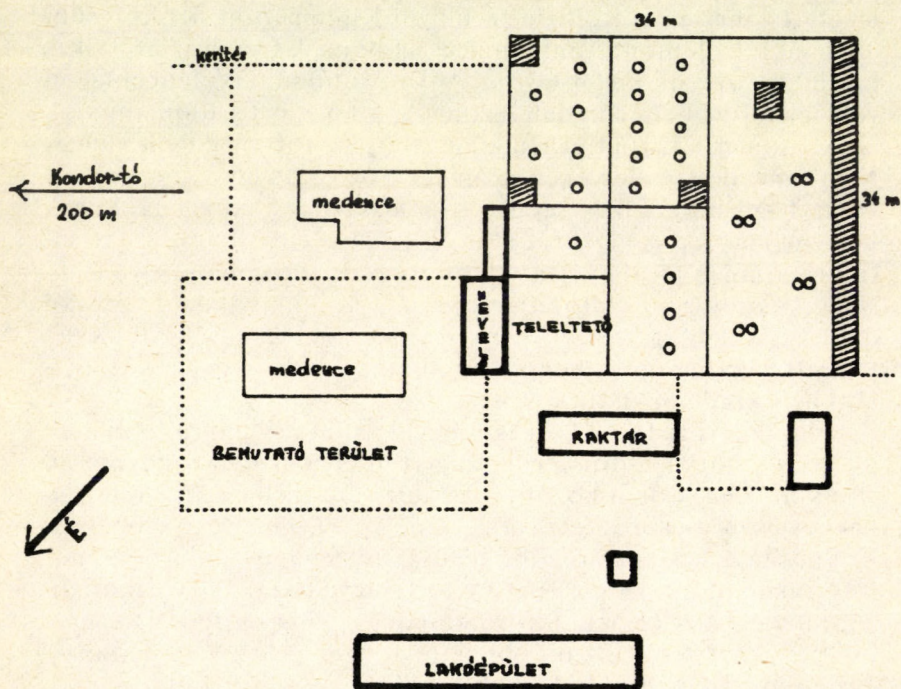 34 m
kerítés
Kondor-tó
200 m
medence
34 m
NEVELŐ
TELELTETŐ
medence
RAKTÁR
BEMUTATÓ TERÜLET
É
LAKÓÉPÜLET